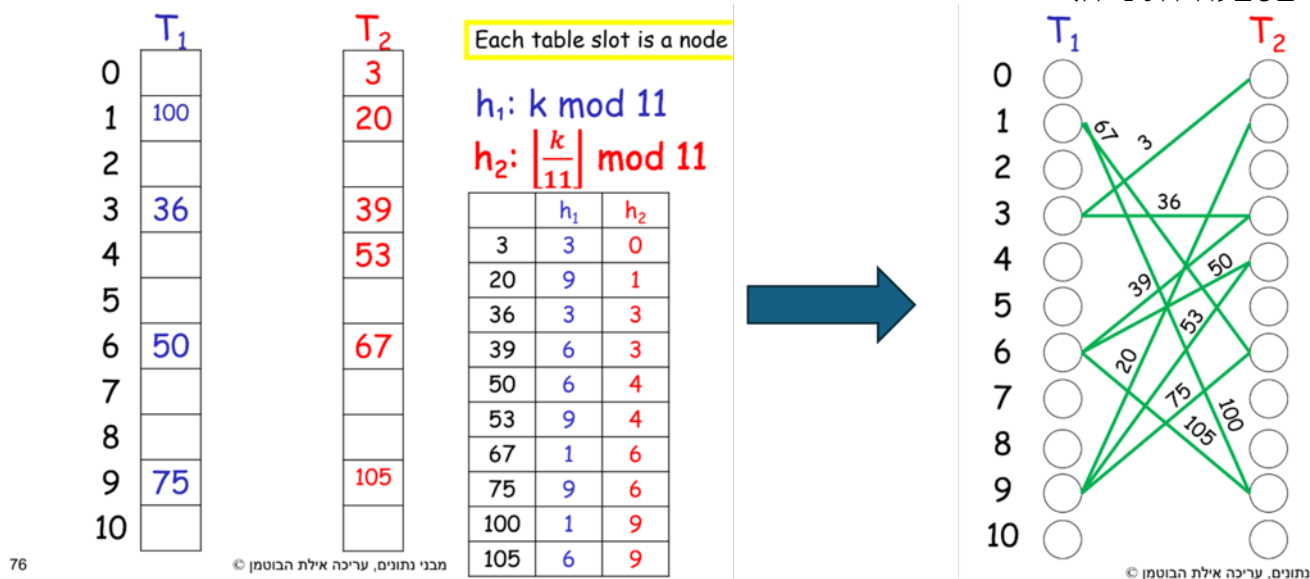 T₁
T₂
0 3
1 100 20
2
3 36 39
4 53
5
6 50 67
7
8
9 75 105
10
76
מבני נתונים, עריכה אילת הבוטמן ©
Each table slot is a node
h₁: k mod 11
h₂: ⌊k/11⌋ mod 11
h₁ h₂
3 3 0
20 9 1
36 3 3
39 6 3
50 6 4
53 9 4
67 1 6
75 9 6
100 1 9
105 6 9
T₁
T₂
0
1
2
3
4
5
6
7
8
9
10
67
3
36
50
39
53
20
75
100
105
נתונים, עריכה אילת הבוטמן ©